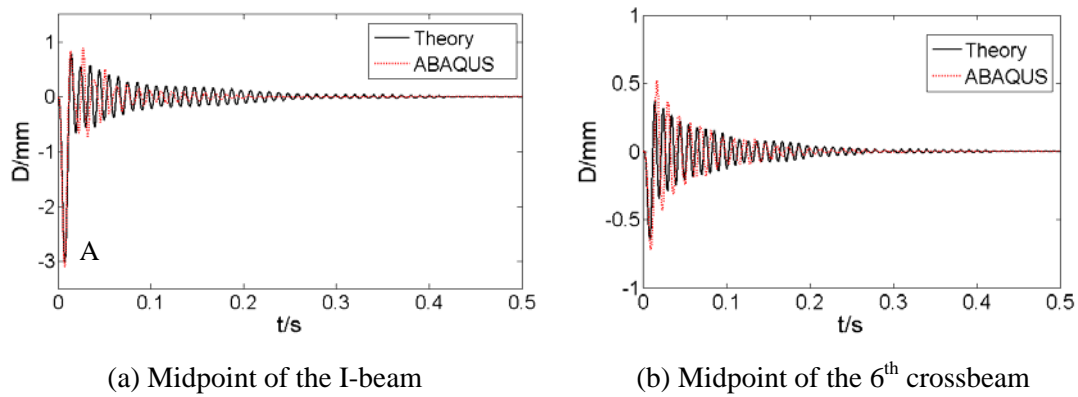 1
0
-1
-2
-3
D/mm
0
0.1
0.2
0.3
0.4
0.5
t/s
Theory
ABAQUS
A
(a) Midpoint of the I-beam
1
0.5
0
-0.5
-1
D/mm
0
0.1
0.2
0.3
0.4
0.5
t/s
Theory
ABAQUS
(b) Midpoint of the 6th crossbeam